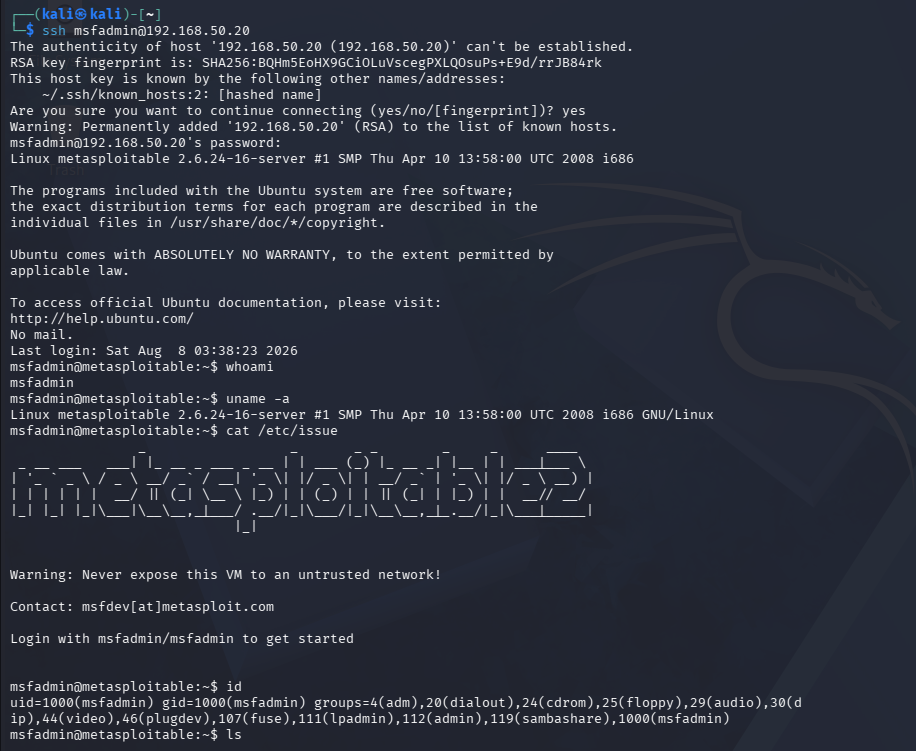 ┌──(kali㉿kali)-[~]
└─$ ssh msfadmin@192.168.50.20
The authenticity of host '192.168.50.20 (192.168.50.20)' can't be established.
RSA key fingerprint is: SHA256:BQHm5EoHX9GCiOLuVscegPXLQOsuPs+E9d/rrJB84rk
This host key is known by the following other names/addresses:
    ~/.ssh/known_hosts:2: [hashed name]
Are you sure you want to continue connecting (yes/no/[fingerprint])? yes
Warning: Permanently added '192.168.50.20' (RSA) to the list of known hosts.
msfadmin@192.168.50.20's password:
Linux metasploitable 2.6.24-16-server #1 SMP Thu Apr 10 13:58:00 UTC 2008 i686

The programs included with the Ubuntu system are free software;
the exact distribution terms for each program are described in the
individual files in /usr/share/doc/*/copyright.

Ubuntu comes with ABSOLUTELY NO WARRANTY, to the extent permitted by
applicable law.

To access official Ubuntu documentation, please visit:
http://help.ubuntu.com/
No mail.
Last login: Sat Aug  8 03:38:23 2026
msfadmin@metasploitable:~$ whoami
msfadmin
msfadmin@metasploitable:~$ uname -a
Linux metasploitable 2.6.24-16-server #1 SMP Thu Apr 10 13:58:00 UTC 2008 i686 GNU/Linux
msfadmin@metasploitable:~$ cat /etc/issue
metasploitable2

Warning: Never expose this VM to an untrusted network!

Contact: msfdev[at]metasploit.com

Login with msfadmin/msfadmin to get started

msfadmin@metasploitable:~$ id
uid=1000(msfadmin) gid=1000(msfadmin) groups=4(adm),20(dialout),24(cdrom),25(floppy),29(audio),30(d
ip),44(video),46(plugdev),107(fuse),111(lpadmin),112(admin),119(sambashare),1000(msfadmin)
msfadmin@metasploitable:~$ ls